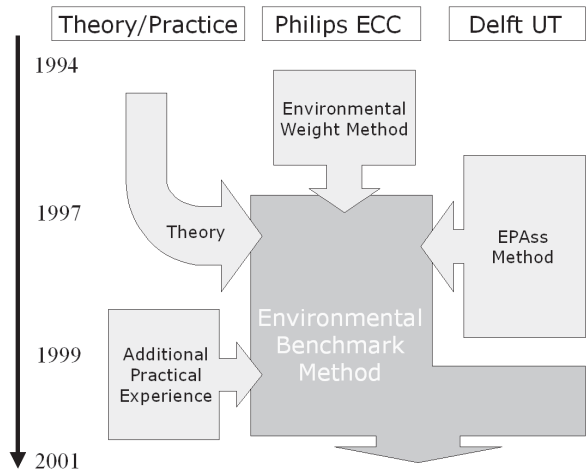 Theory/Practice
Philips ECC
Delft UT
1994
Environmental
Weight Method
1997
Theory
EPAss
Method
Environmental
Benchmark
Method
1999
Additional
Practical
Experience
2001